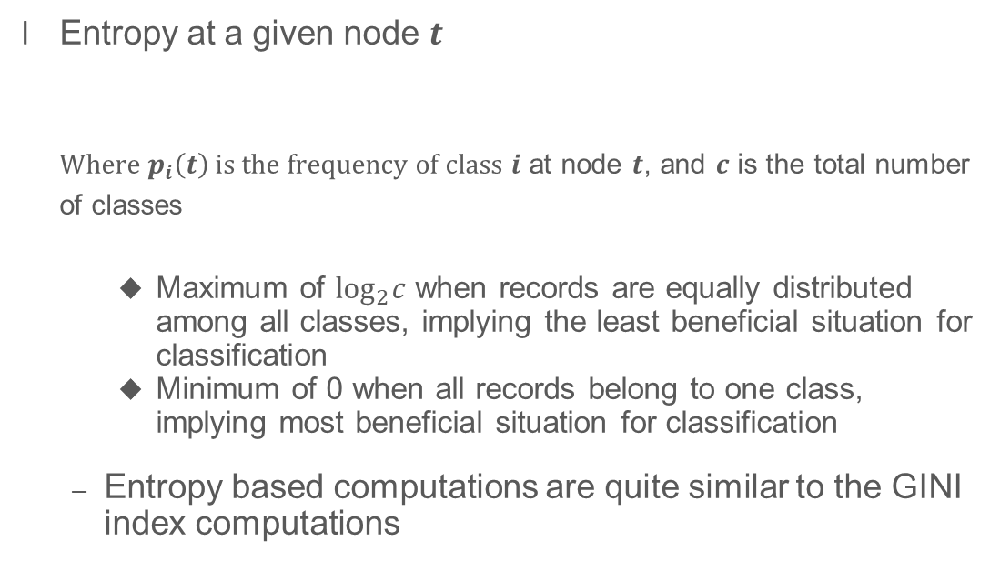 l Entropy at a given node t
Where pᵢ(t) is the frequency of class i at node t, and c is the total number
of classes
◆ Maximum of log₂ c when records are equally distributed
among all classes, implying the least beneficial situation for
classification
◆ Minimum of 0 when all records belong to one class,
implying most beneficial situation for classification
– Entropy based computations are quite similar to the GINI
index computations